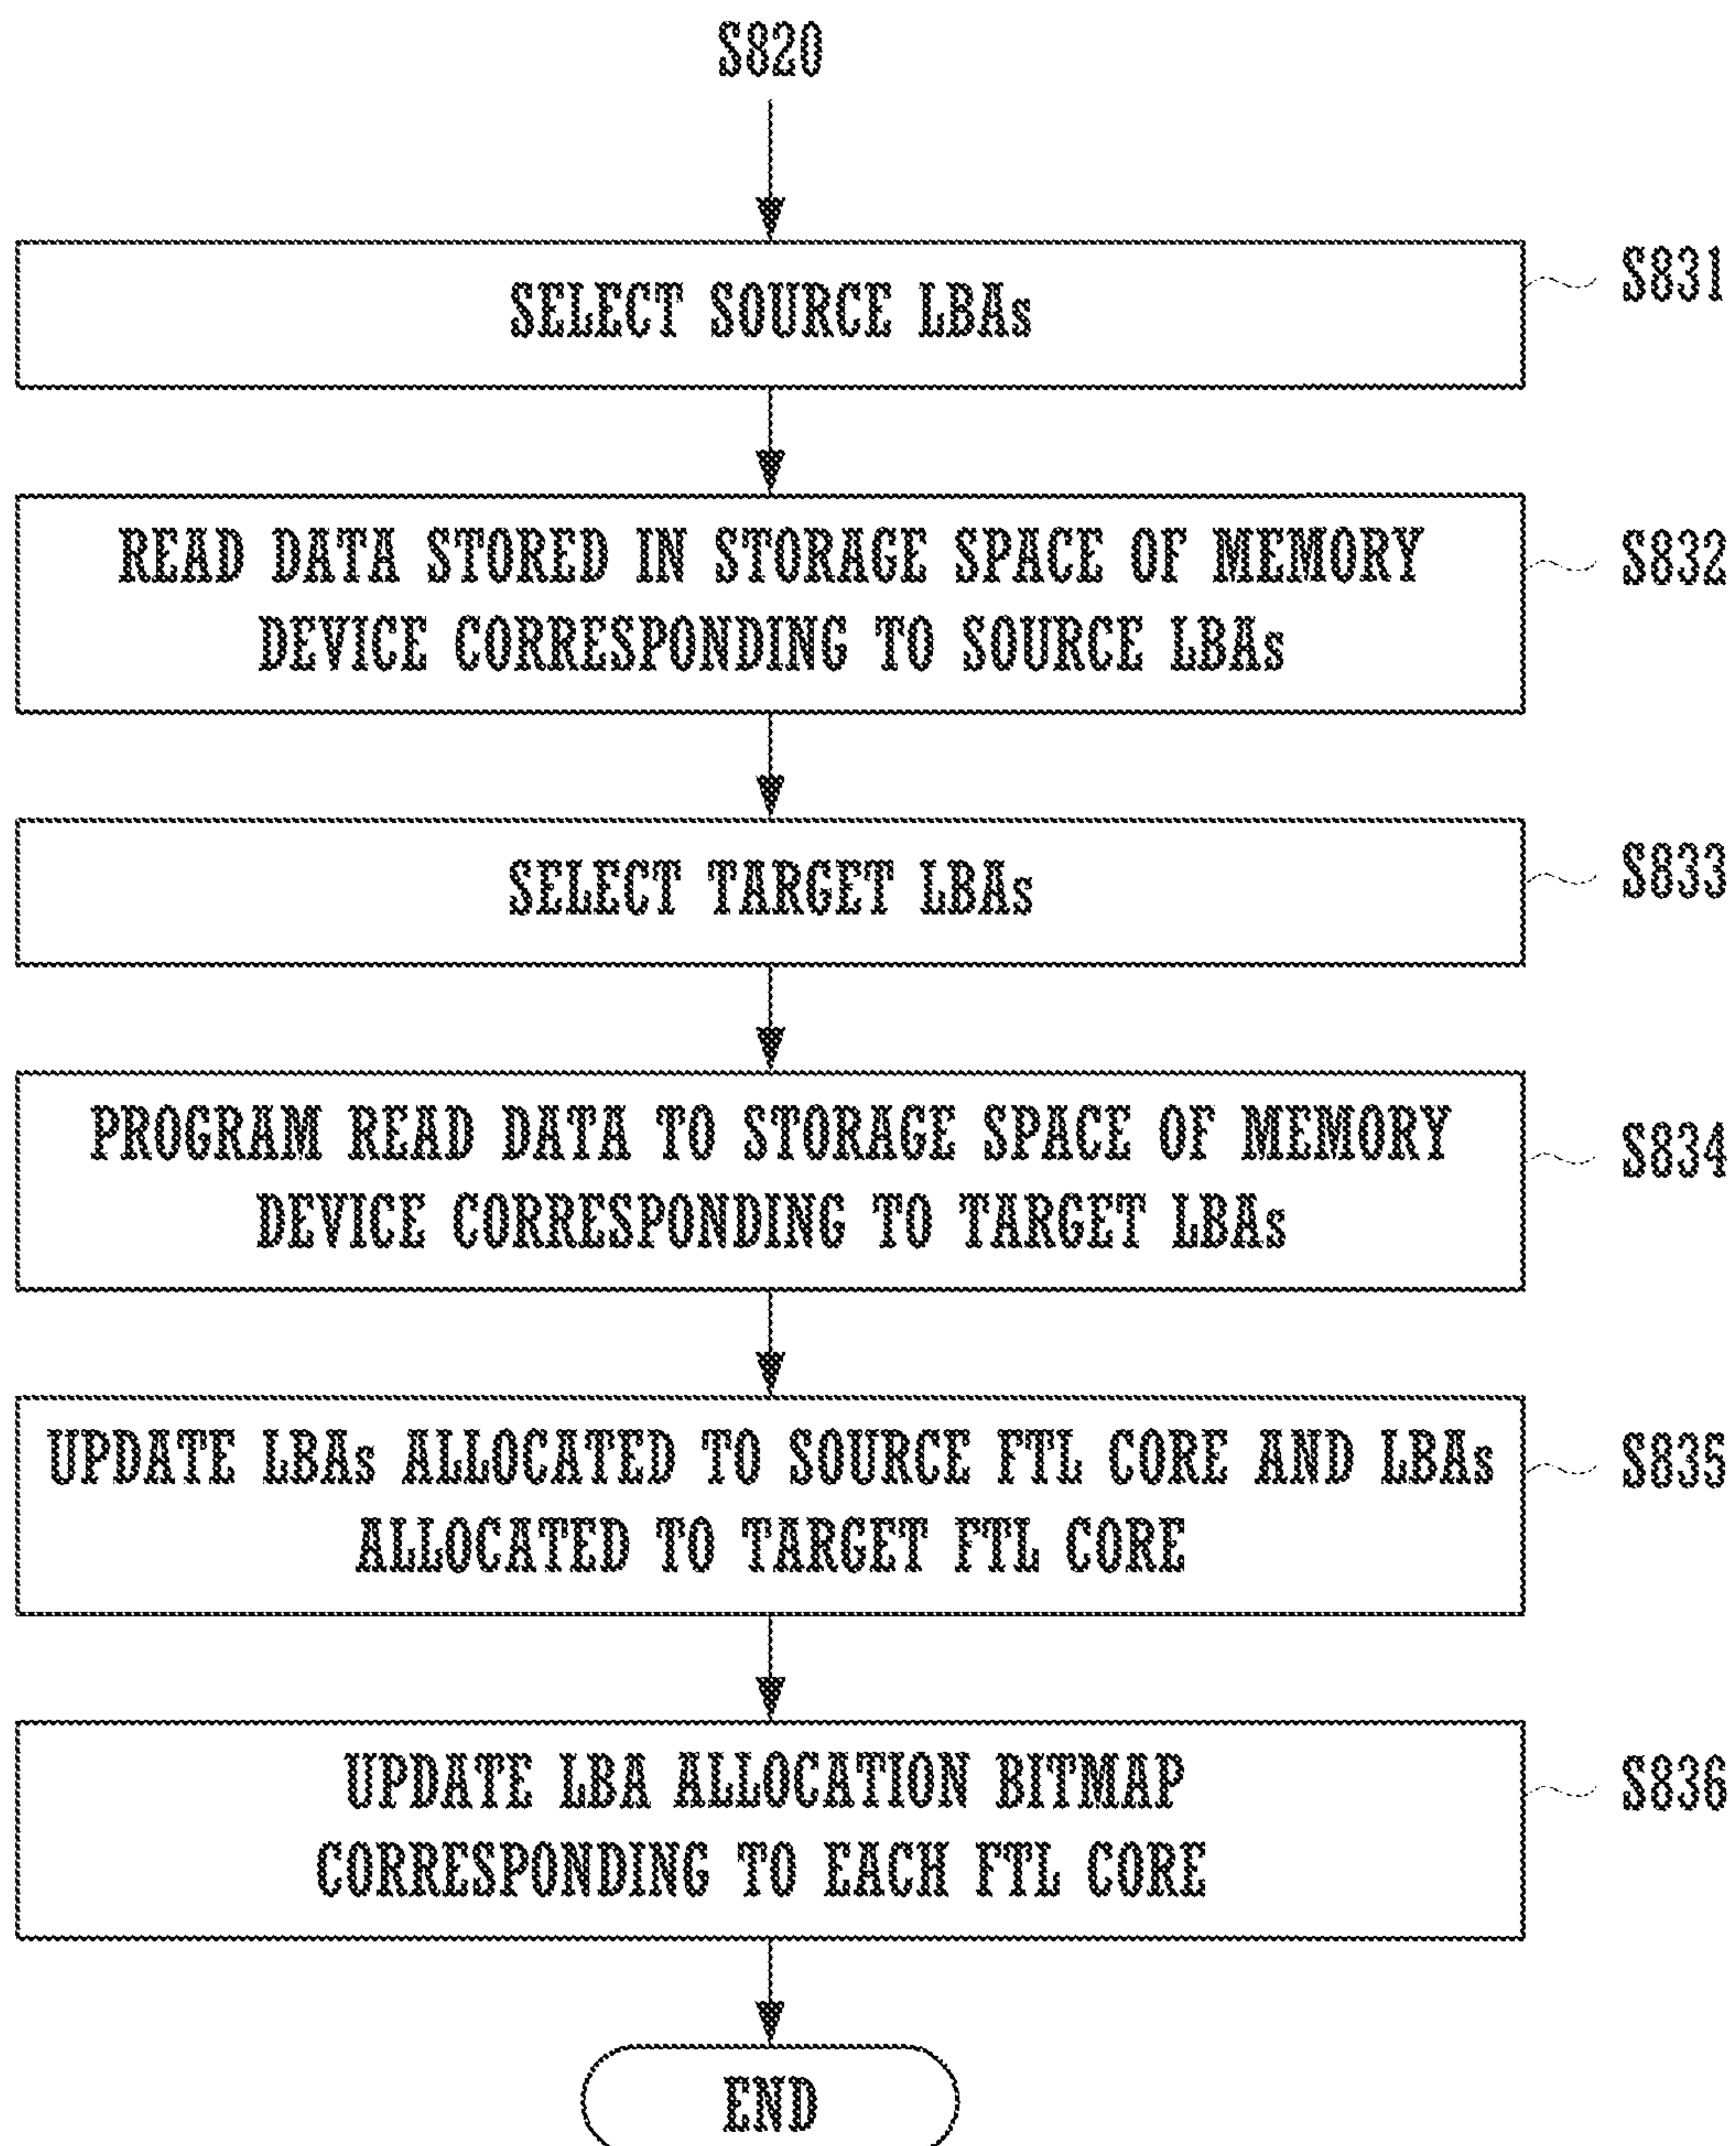 S820
SELECT SOURCE LBAs
S831
READ DATA STORED IN STORAGE SPACE OF MEMORY
DEVICE CORRESPONDING TO SOURCE LBAs
S832
SELECT TARGET LBAs
S833
PROGRAM READ DATA TO STORAGE SPACE OF MEMORY
DEVICE CORRESPONDING TO TARGET LBAs
S834
UPDATE LBAs ALLOCATED TO SOURCE FTL CORE AND LBAs
ALLOCATED TO TARGET FTL CORE
S835
UPDATE LBA ALLOCATION BITMAP
CORRESPONDING TO EACH FTL CORE
S836
END